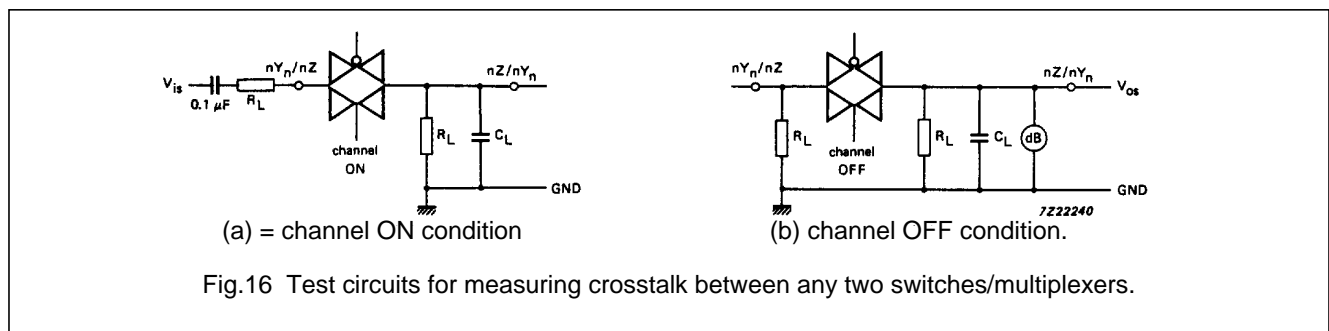 V_is
0.1 μF
R_L
nY_n/nZ
channel
ON
R_L
C_L
nZ/nY_n
GND
(a) = channel ON condition
nY_n/nZ
R_L
channel
OFF
R_L
C_L
dB
nZ/nY_n
V_os
GND
7Z22240
(b) channel OFF condition.
Fig.16 Test circuits for measuring crosstalk between any two switches/multiplexers.